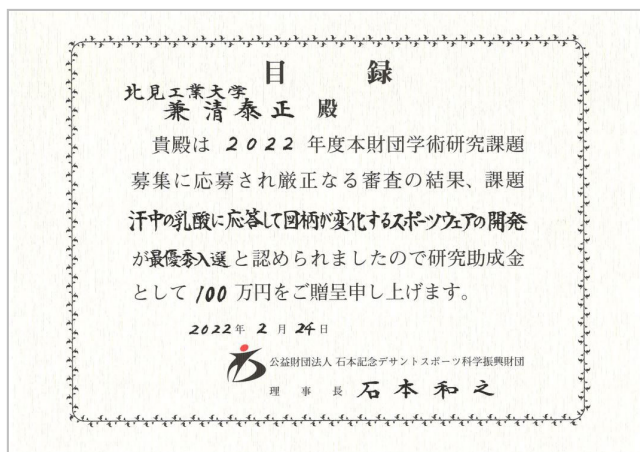 目 録
北見工業大学
兼清泰正 殿
貴殿は 2022 年度本財団学術研究課題
募集に応募され厳正なる審査の結果、課題
汗中の乳酸に応答して図柄が変化するスポーツウェアの開発
が最優秀入選と認められましたので研究助成金
として 100 万円をご贈呈申し上げます。
2022年 2 月 24日
公益財団法人 石本記念デサントスポーツ科学振興財団
理 事 長 石本和之